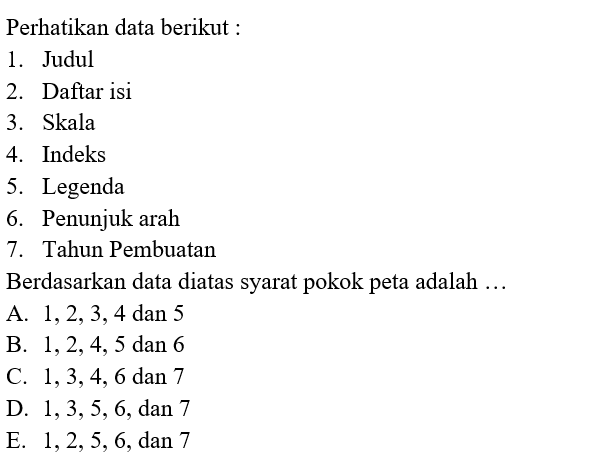 Perhatikan data berikut :
1. Judul
2. Daftar isi
3. Skala
4. Indeks
5. Legenda
6. Penunjuk arah
7. Tahun Pembuatan
Berdasarkan data diatas syarat pokok peta adalah …
A. 1, 2, 3, 4 dan 5
B. 1, 2, 4, 5 dan 6
C. 1, 3, 4, 6 dan 7
D. 1, 3, 5, 6, dan 7
E. 1, 2, 5, 6, dan 7